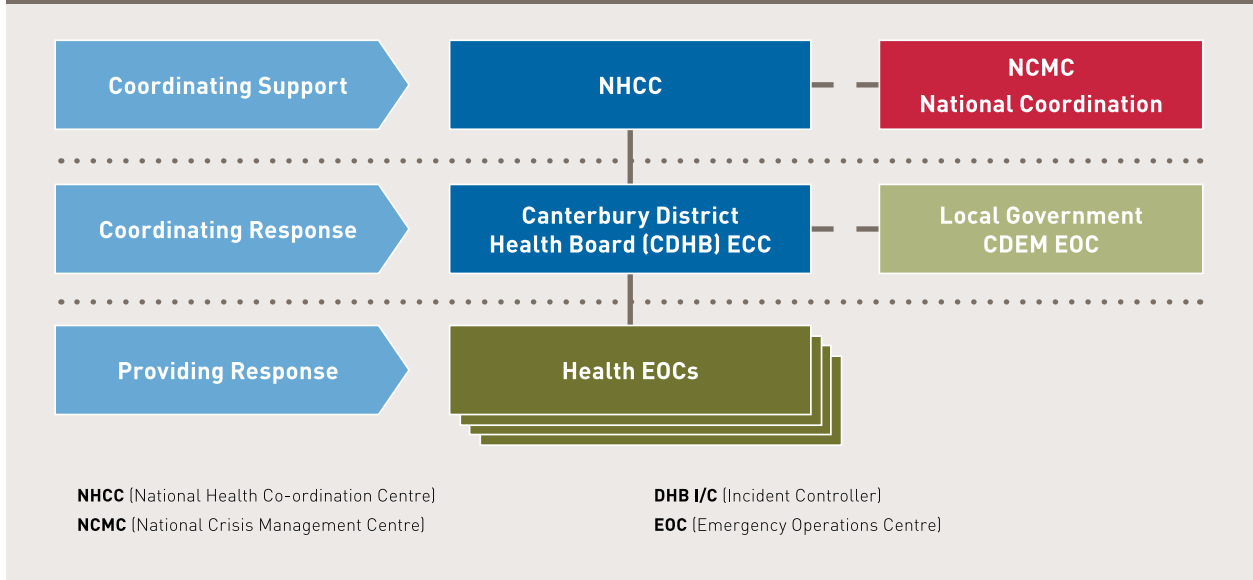 Coordinating Support
NHCC
NCMC
National Coordination
Coordinating Response
Canterbury District
Health Board (CDHB) ECC
Local Government
CDEM EOC
Providing Response
Health EOCs
NHCC (National Health Co-ordination Centre)
DHB I/C (Incident Controller)
NCMC (National Crisis Management Centre)
EOC (Emergency Operations Centre)